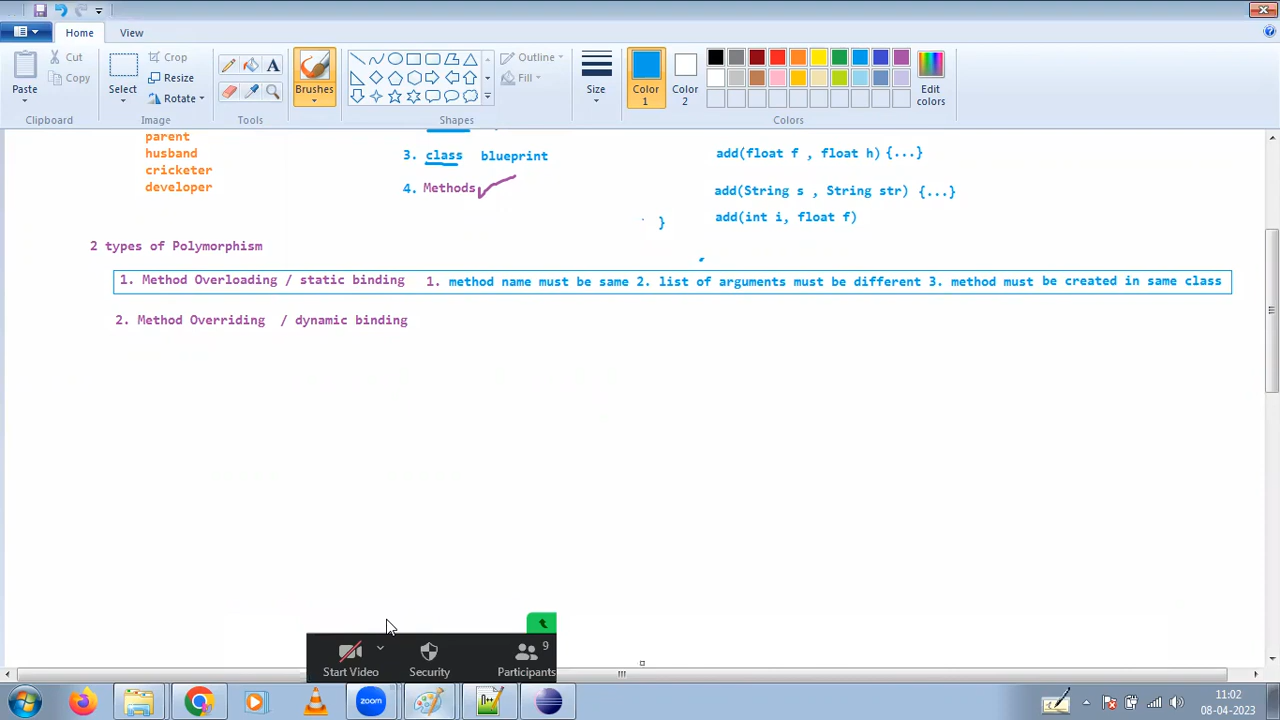 Home
View
Paste
Cut
Copy
Clipboard
Select
Crop
Resize
Rotate
Image
A
Tools
Brushes
Outline
Fill
Shapes
Size
Color 1
Color 2
Edit colors
Colors
parent
husband
cricketer
developer
3. class blueprint
4. Methods
add(float f , float h) {...}
add(String s , String str) {...}
add(int i, float f)
}
2 types of Polymorphism
1. Method Overloading / static binding 1. method name must be same 2. list of arguments must be different 3. method must be created in same class
2. Method Overriding / dynamic binding
Start Video
Security
9
Participants
zoom
11:02
08-04-2023